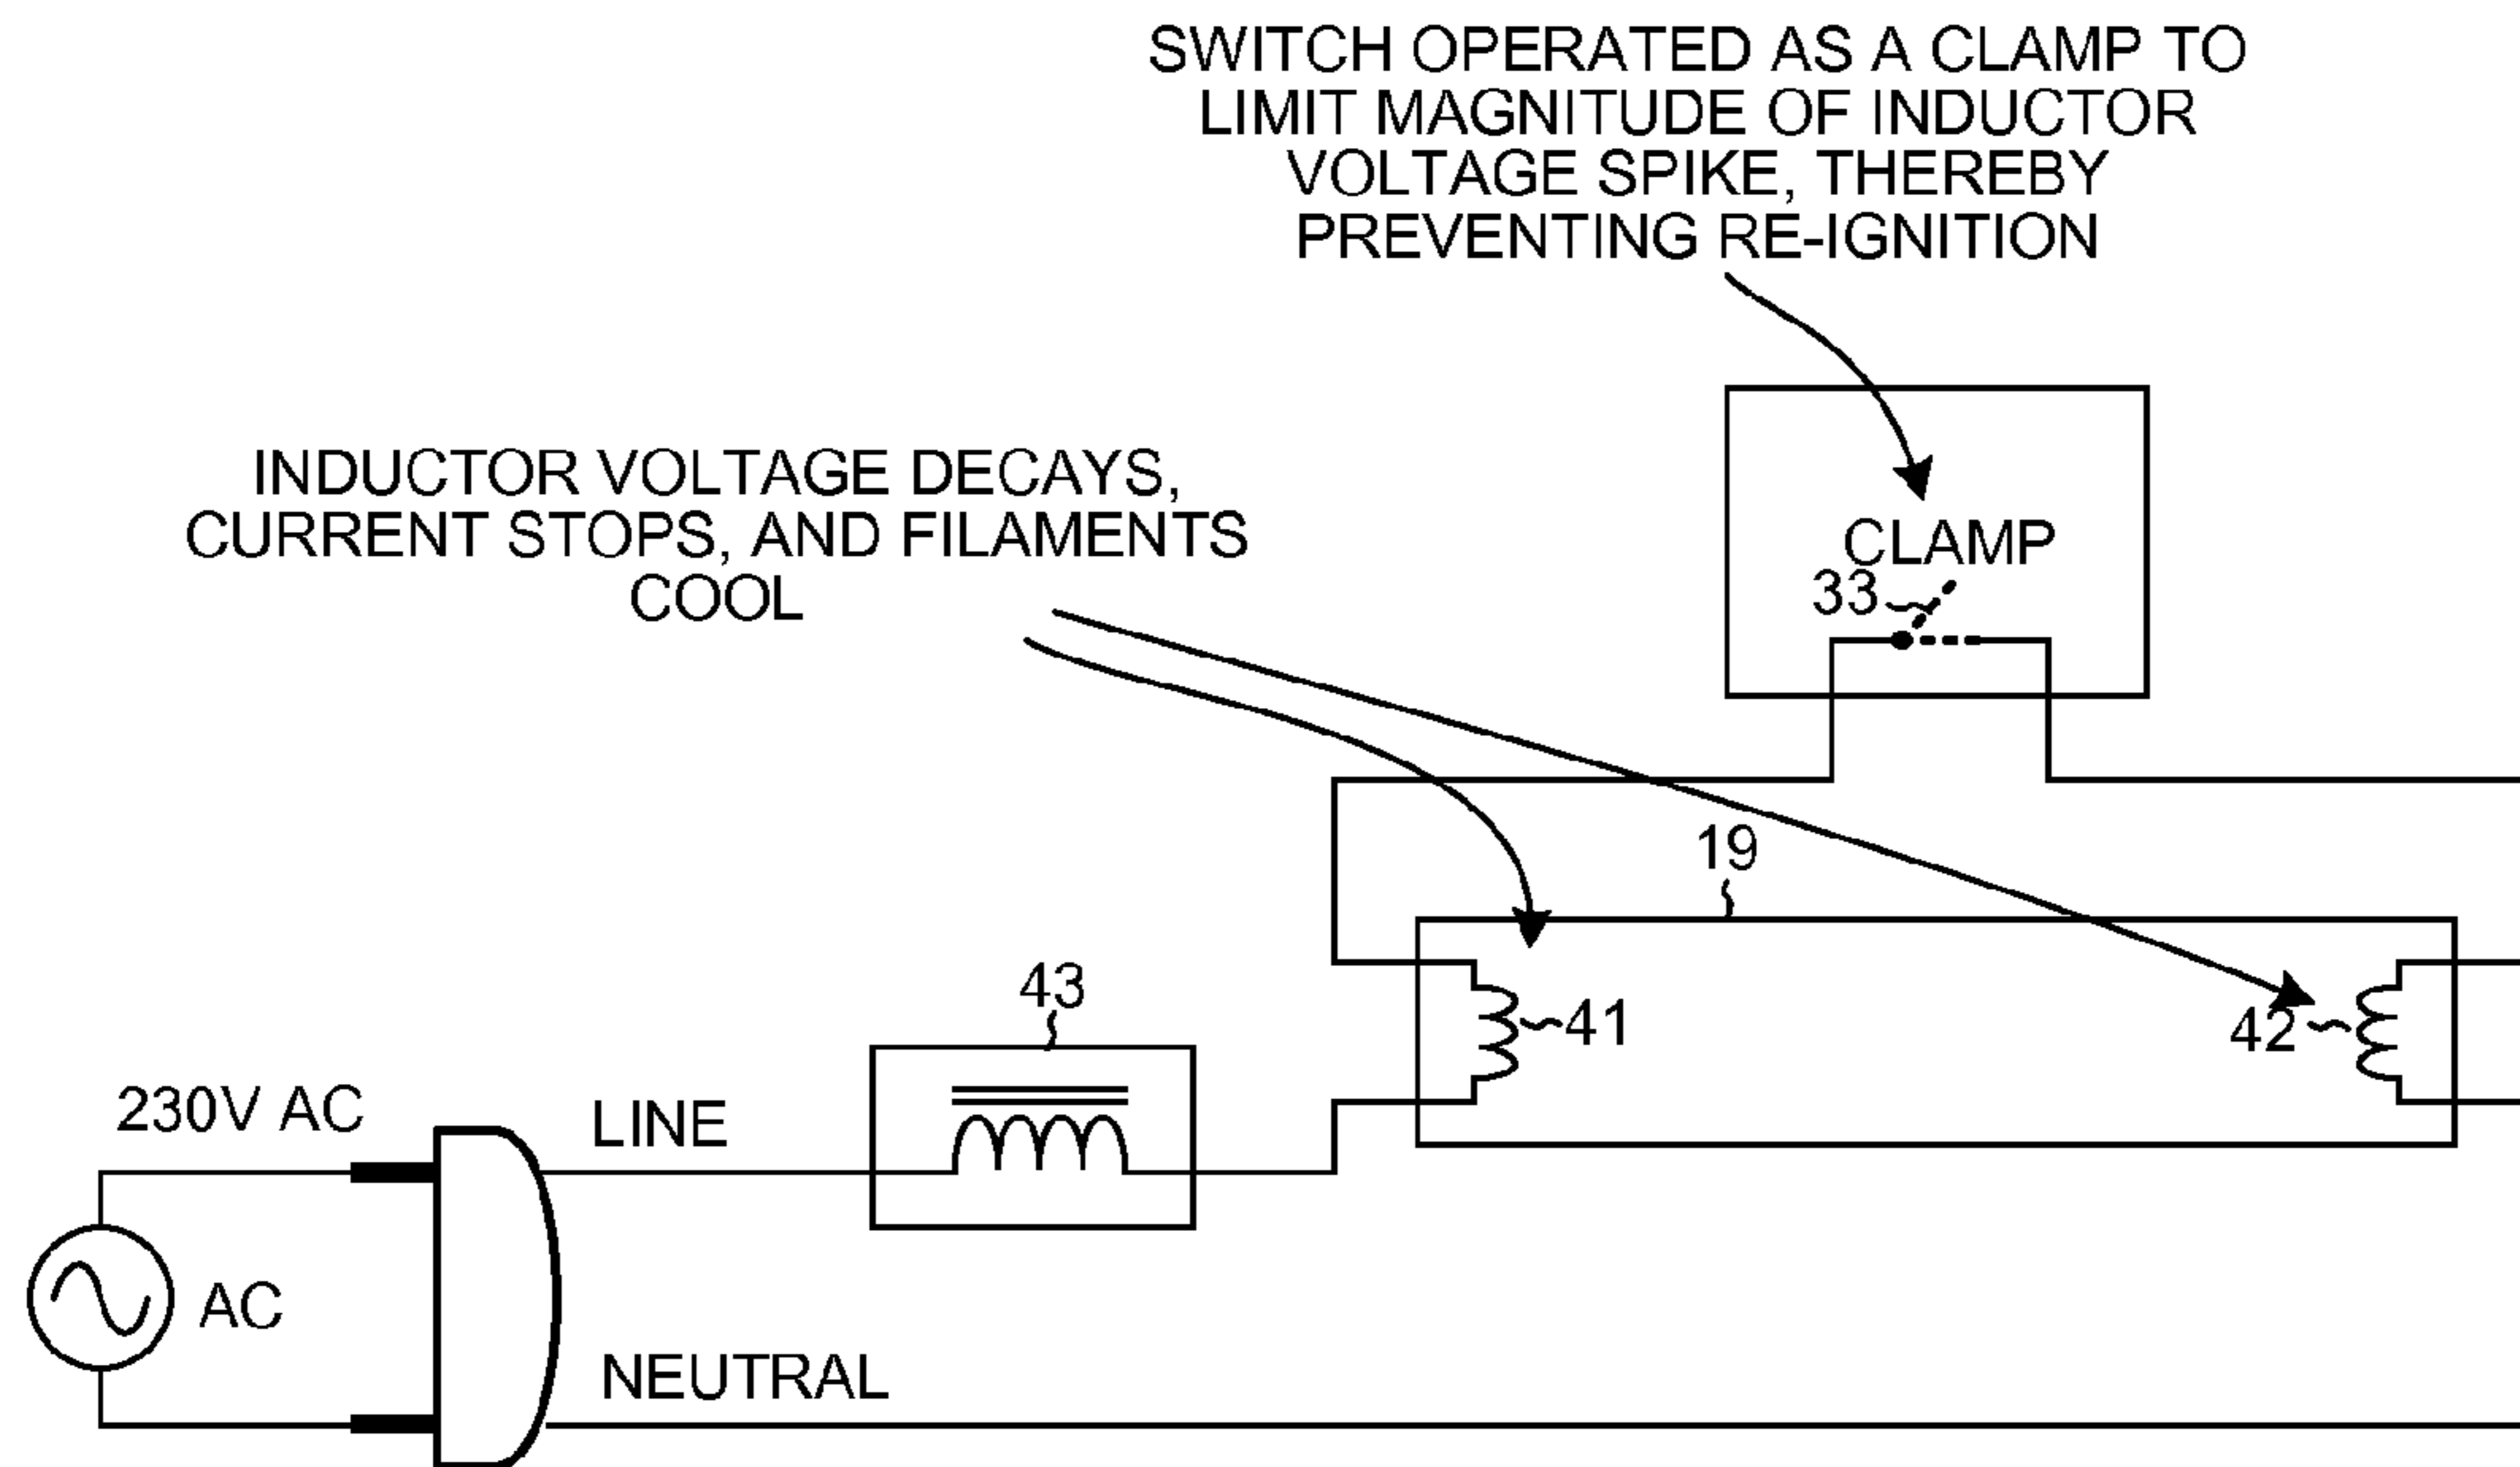 SWITCH OPERATED AS A CLAMP TO
LIMIT MAGNITUDE OF INDUCTOR
VOLTAGE SPIKE, THEREBY
PREVENTING RE-IGNITION
INDUCTOR VOLTAGE DECAYS,
CURRENT STOPS, AND FILAMENTS
COOL
CLAMP
33
19
43
41
42
230V AC
LINE
AC
NEUTRAL